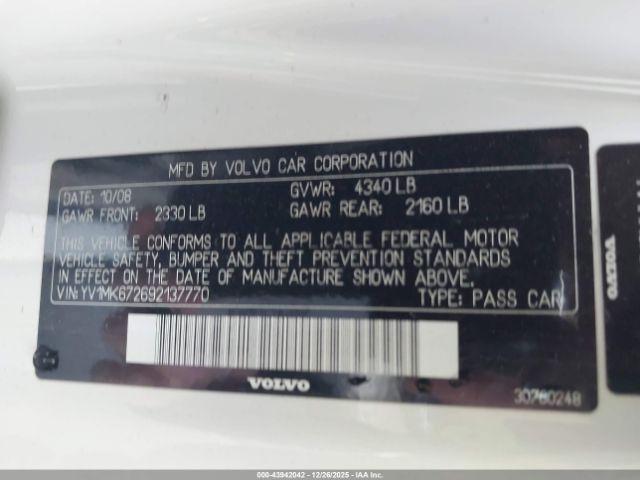 MFD BY VOLVO CAR CORPORATION
DATE: 10/08 GVWR: 4340 LB
GAWR FRONT: 2330 LB GAWR REAR: 2160 LB
THIS VEHICLE CONFORMS TO ALL APPLICABLE FEDERAL MOTOR
VEHICLE SAFETY, BUMPER AND THEFT PREVENTION STANDARDS
IN EFFECT ON THE DATE OF MANUFACTURE SHOWN ABOVE.
VIN: YV1MK672692137770 TYPE: PASS CAR
VOLVO
30780248
VOLVO
000-43942042 - 12/26/2025 - IAA Inc.